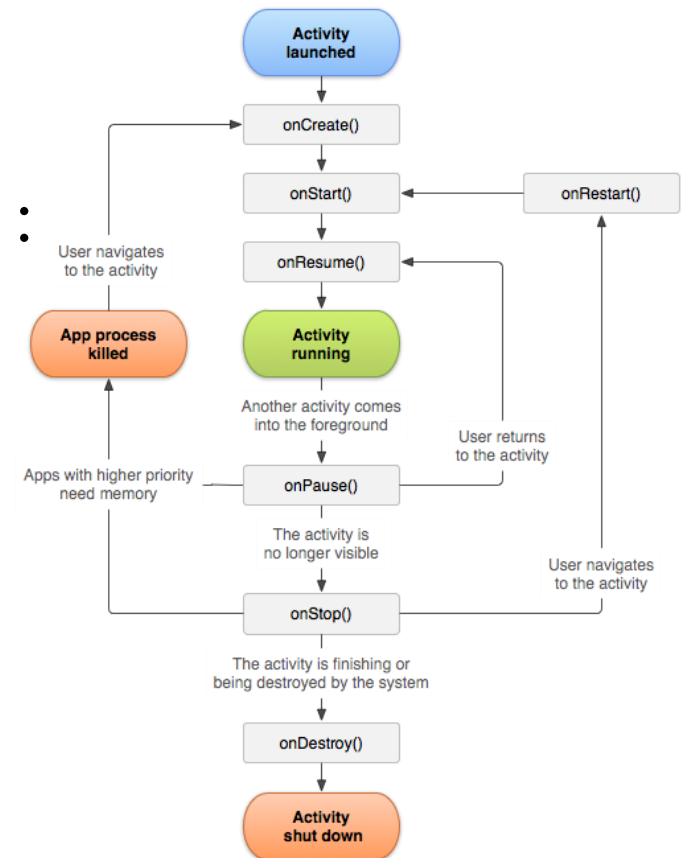 Activity
launched
onCreate()
onStart()
onRestart()
User navigates
to the activity
onResume()
App process
killed
Activity
running
Another activity comes
into the foreground
User returns
to the activity
Apps with higher priority
need memory
onPause()
The activity is
no longer visible
User navigates
to the activity
onStop()
The activity is finishing or
being destroyed by the system
onDestroy()
Activity
shut down